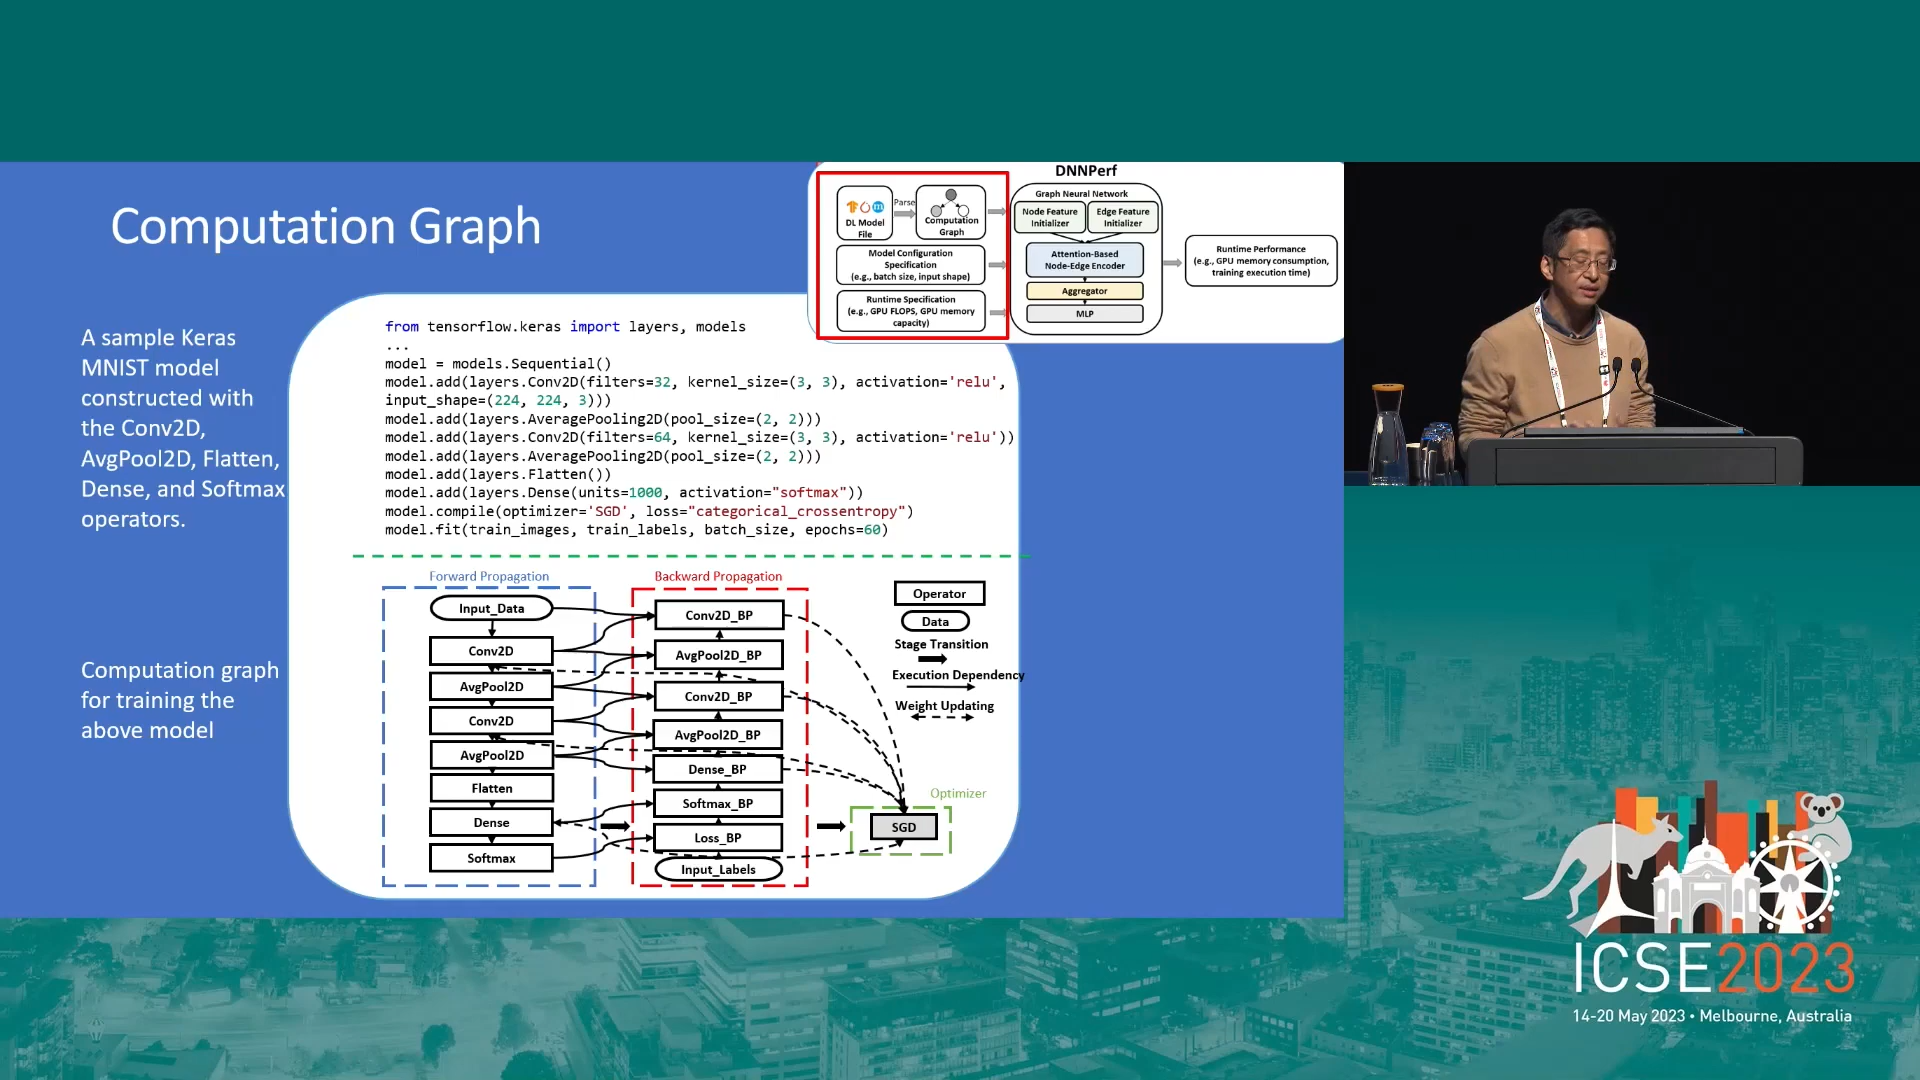 Computation Graph
A sample Keras
MNIST model
constructed with
the Conv2D,
AvgPool2D, Flatten,
Dense, and Softmax
operators.
Computation graph
for training the
above model
DNNPerf
DL Model
File
Parse
Computation
Graph
Model Configuration
Specification
(e.g., batch size, input shape)
Runtime Specification
(e.g., GPU FLOPS, GPU memory
capacity)
Graph Neural Network
Node Feature
Initializer
Edge Feature
Initializer
Attention-Based
Node-Edge Encoder
Aggregator
MLP
Runtime Performance
(e.g., GPU memory consumption,
training execution time)
from tensorflow.keras import layers, models
...
model = models.Sequential()
model.add(layers.Conv2D(filters=32, kernel_size=(3, 3), activation='relu',
input_shape=(224, 224, 3)))
model.add(layers.AveragePooling2D(pool_size=(2, 2)))
model.add(layers.Conv2D(filters=64, kernel_size=(3, 3), activation='relu'))
model.add(layers.AveragePooling2D(pool_size=(2, 2)))
model.add(layers.Flatten())
model.add(layers.Dense(units=1000, activation="softmax"))
model.compile(optimizer='SGD', loss="categorical_crossentropy")
model.fit(train_images, train_labels, batch_size, epochs=60)
Forward Propagation
Input_Data
Conv2D
AvgPool2D
Conv2D
AvgPool2D
Flatten
Dense
Softmax
Backward Propagation
Conv2D_BP
AvgPool2D_BP
Conv2D_BP
AvgPool2D_BP
Dense_BP
Softmax_BP
Loss_BP
Input_Labels
Operator
Data
Stage Transition
Execution Dependency
Weight Updating
Optimizer
SGD
ICSE2023
14-20 May 2023 • Melbourne, Australia